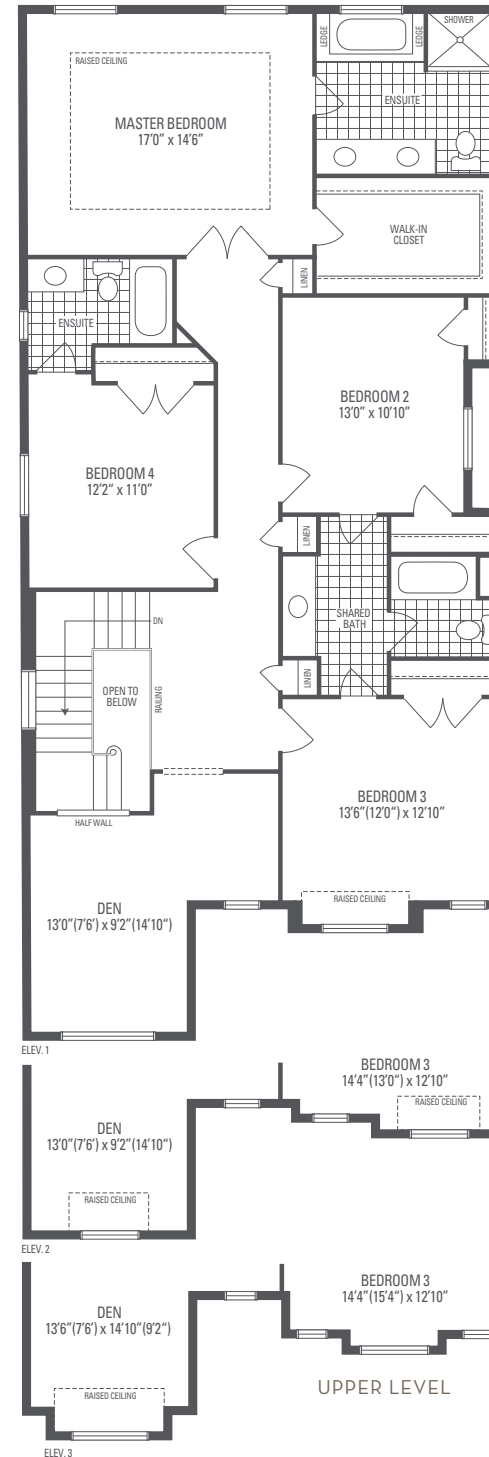 LEDGE
LEDGE
SHOWER
RAISED CEILING
ENSUITE
MASTER BEDROOM
17'0" x 14'6"
WALK-IN
CLOSET
LINEN
ENSUITE
BEDROOM 2
13'0" x 10'10"
BEDROOM 4
12'2" x 11'0"
LINEN
SHARED
BATH
DN
OPEN TO
BELOW
RAILING
LINEN
HALF WALL
BEDROOM 3
13'6"(12'0") x 12'10"
RAISED CEILING
DEN
13'0"(7'6') x 9'2"(14'10")
ELEV. 1
BEDROOM 3
14'4"(13'0") x 12'10"
RAISED CEILING
DEN
13'0"(7'6') x 9'2"(14'10")
RAISED CEILING
ELEV. 2
BEDROOM 3
14'4"(15'4") x 12'10"
DEN
13'6"(7'6') x 14'10"(9'2")
RAISED CEILING
UPPER LEVEL
ELEV. 3